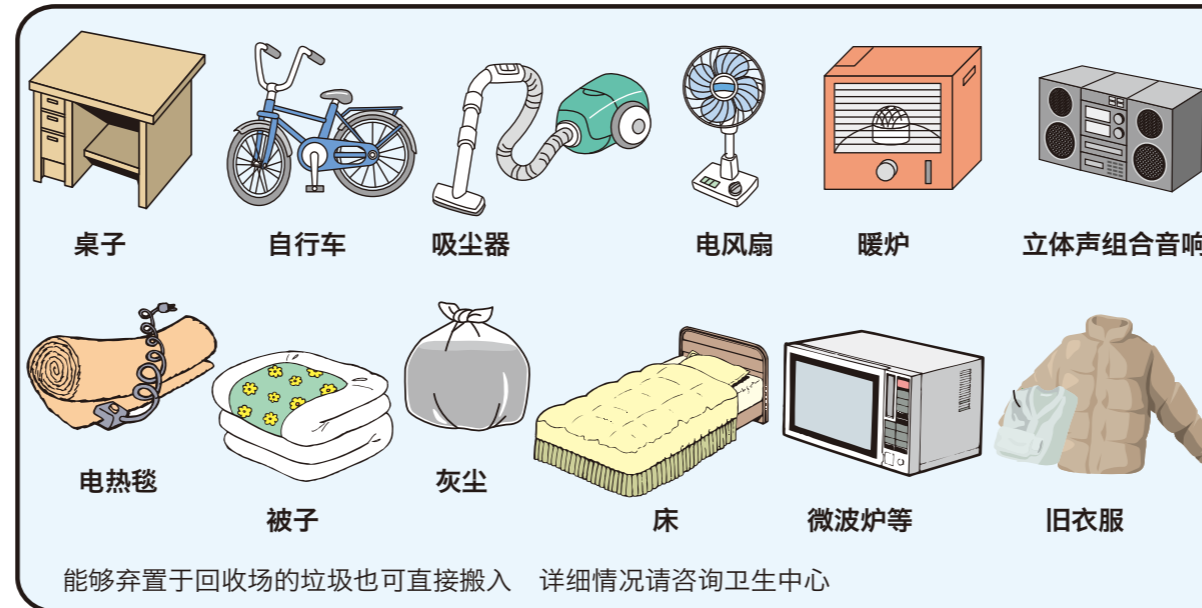 桌子
自行车
吸尘器
电风扇
暖炉
立体声组合音响
电热毯
被子
灰尘
床
微波炉等
旧衣服
能够弃置于回收场的垃圾也可直接搬入　详细情况请咨询卫生中心